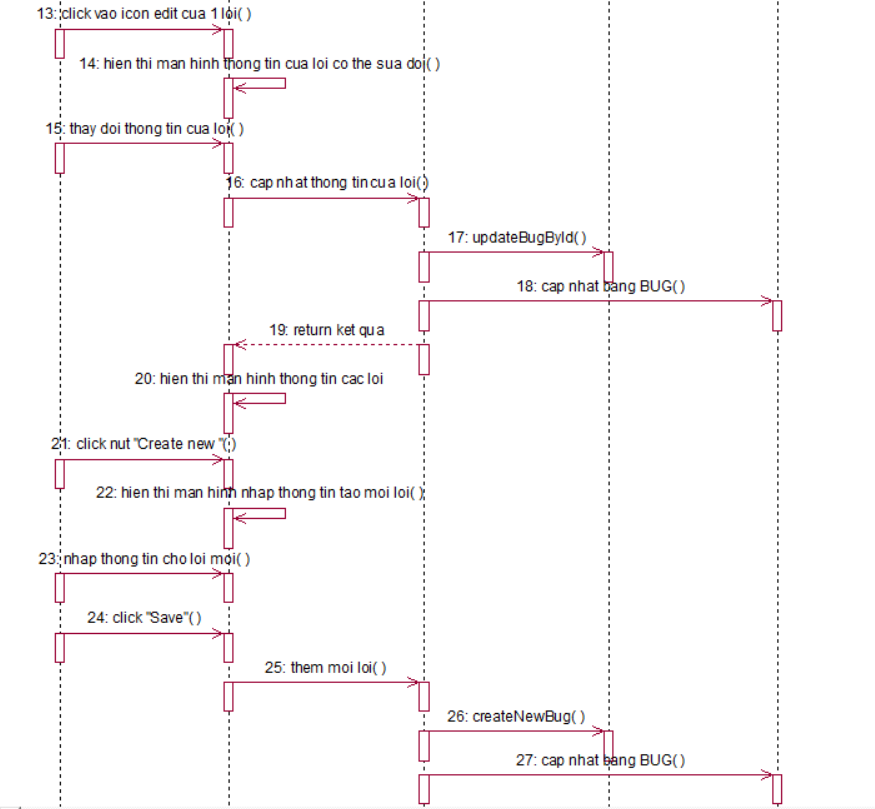 13: click vao icon edit cua 1 loi( )
14: hien thi man hinh thong tin cua loi co the sua doi( )
15: thay doi thong tin cua loi( )
16: cap nhat thong tin cua loi( )
17: updateBugById( )
18: cap nhat bang BUG( )
19: return ket qua
20: hien thi man hinh thong tin cac loi
21: click nut "Create new "( )
22: hien thi man hinh nhap thong tin tao moi loi( )
23: nhap thong tin cho loi moi( )
24: click "Save"( )
25: them moi loi( )
26: createNewBug( )
27: cap nhat bang BUG( )